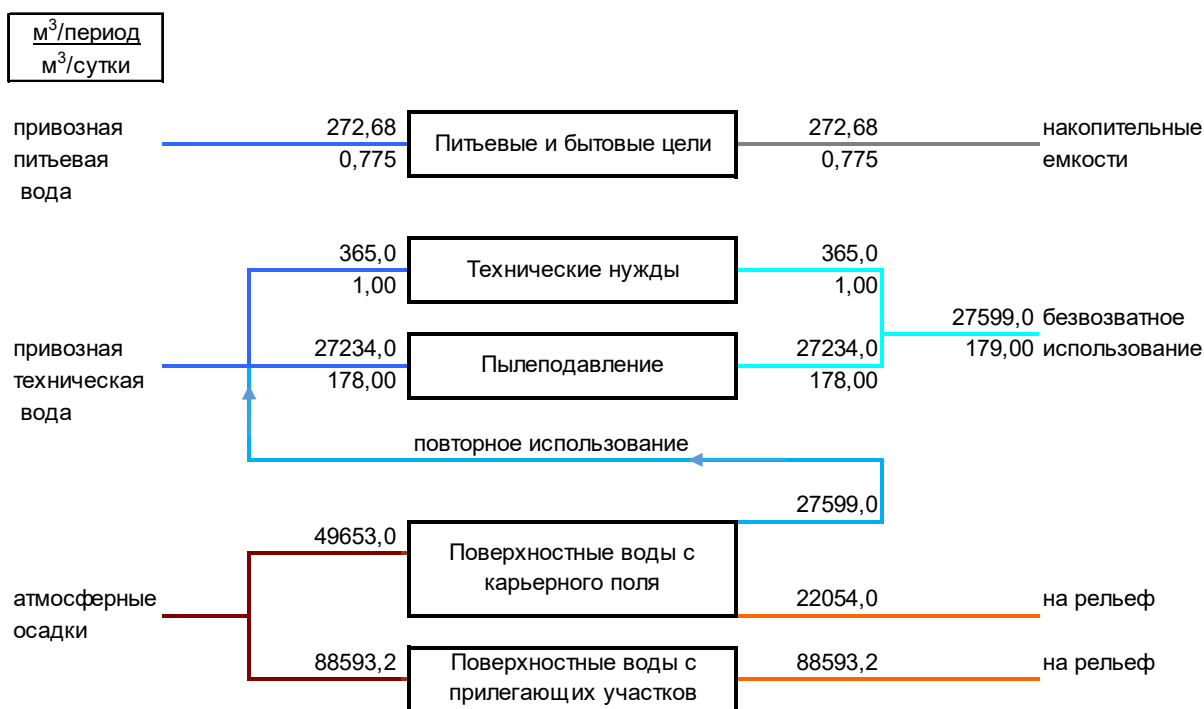 м³/период
м³/сутки
привозная
питьевая
вода
272,68
0,775
Питьевые и бытовые цели
272,68
0,775
накопительные
емкости
365,0
1,00
Технические нужды
365,0
1,00
привозная
техническая
вода
27234,0
178,00
Пылеподавление
27234,0
178,00
27599,0 безвозватное
179,00 использование
повторное использование
27599,0
атмосферные
осадки
49653,0
Поверхностные воды с
карьерного поля
22054,0
на рельеф
88593,2
Поверхностные воды с
прилегающих участков
88593,2
на рельеф